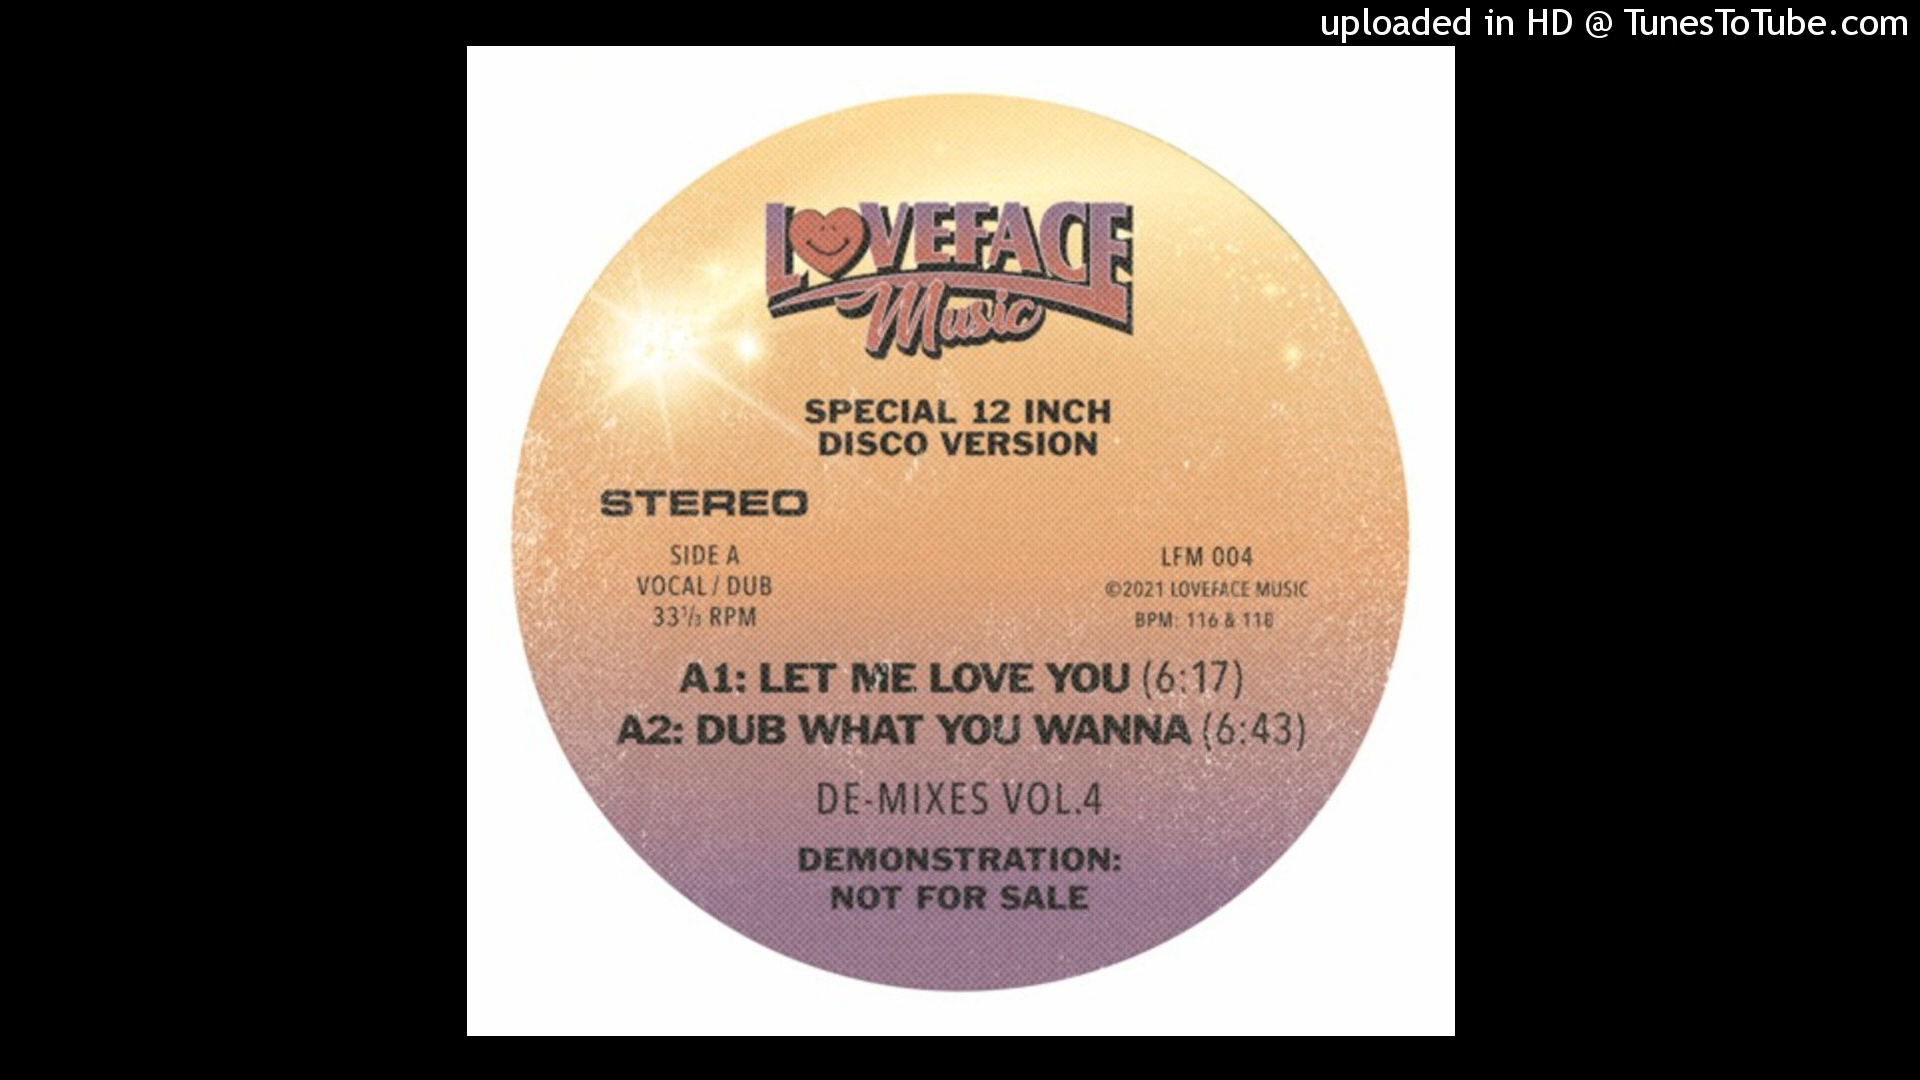 uploaded in HD @ TunesToTube.com
LOVEFACE
Music
SPECIAL 12 INCH
DISCO VERSION
STEREO
SIDE A
VOCAL / DUB
33 1/3 RPM
LFM 004
©2021 LOVEFACE MUSIC
BPM: 116 & 118
A1: LET ME LOVE YOU (6:17)
A2: DUB WHAT YOU WANNA (6:43)
DE-MIXES VOL.4
DEMONSTRATION:
NOT FOR SALE